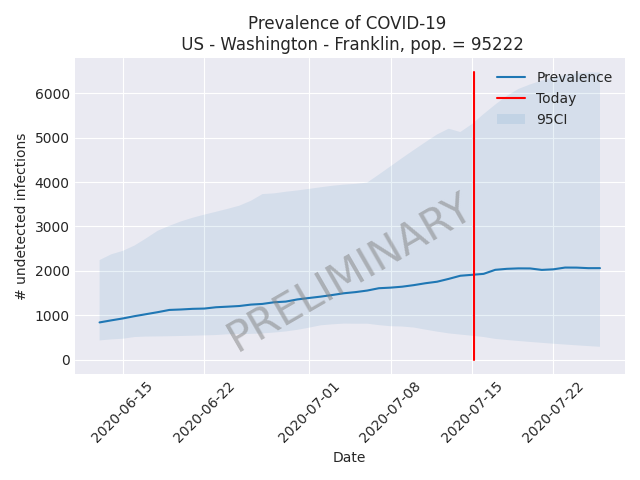 Prevalence of COVID-19
US - Washington - Franklin, pop. = 95222
Prevalence
Today
95CI
# undetected infections
6000
5000
4000
3000
2000
1000
0
PRELIMINARY
2020-06-15
2020-06-22
2020-07-01
2020-07-08
2020-07-15
2020-07-22
Date